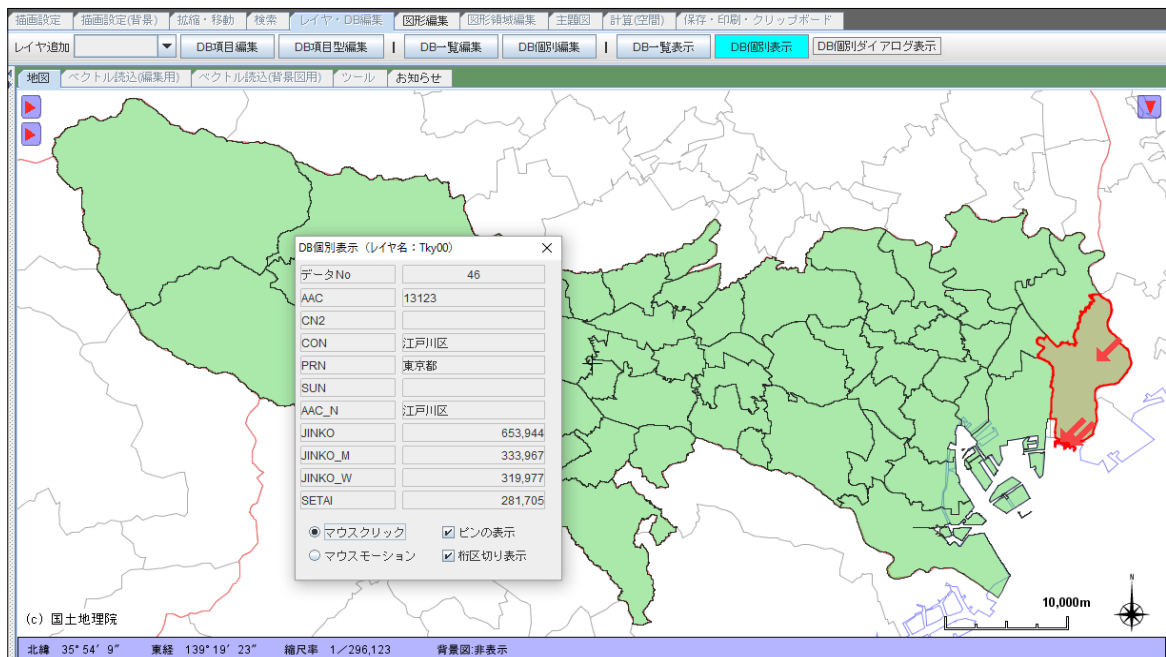 描画設定 描画設定(背景) 拡縮・移動 検索 レイヤ・DB編集 図形編集 図形領域編集 主題図 計算(空間) 保存・印刷・クリップボード
レイヤ追加 DB項目編集 DB項目型編集 | DB一覧編集 DB個別編集 | DB一覧表示 DB個別表示 DB個別ダイアログ表示
地図 ベクトル読込(編集用) ベクトル読込(背景図用) ツール お知らせ
DB個別表示（レイヤ名：Tky00）
データNo 46
AAC 13123
CN2
CON 江戸川区
PRN 東京都
SUN
AAC_N 江戸川区
JINKO 653,944
JINKO_M 333,967
JINKO_W 319,977
SETAI 281,705
マウスクリック ピンの表示
マウスモーション 桁区切り表示
N
10,000m
(c) 国土地理院
北緯 35°54′9″ 東経 139°19′23″ 縮尺率 1／296,123 背景図:非表示